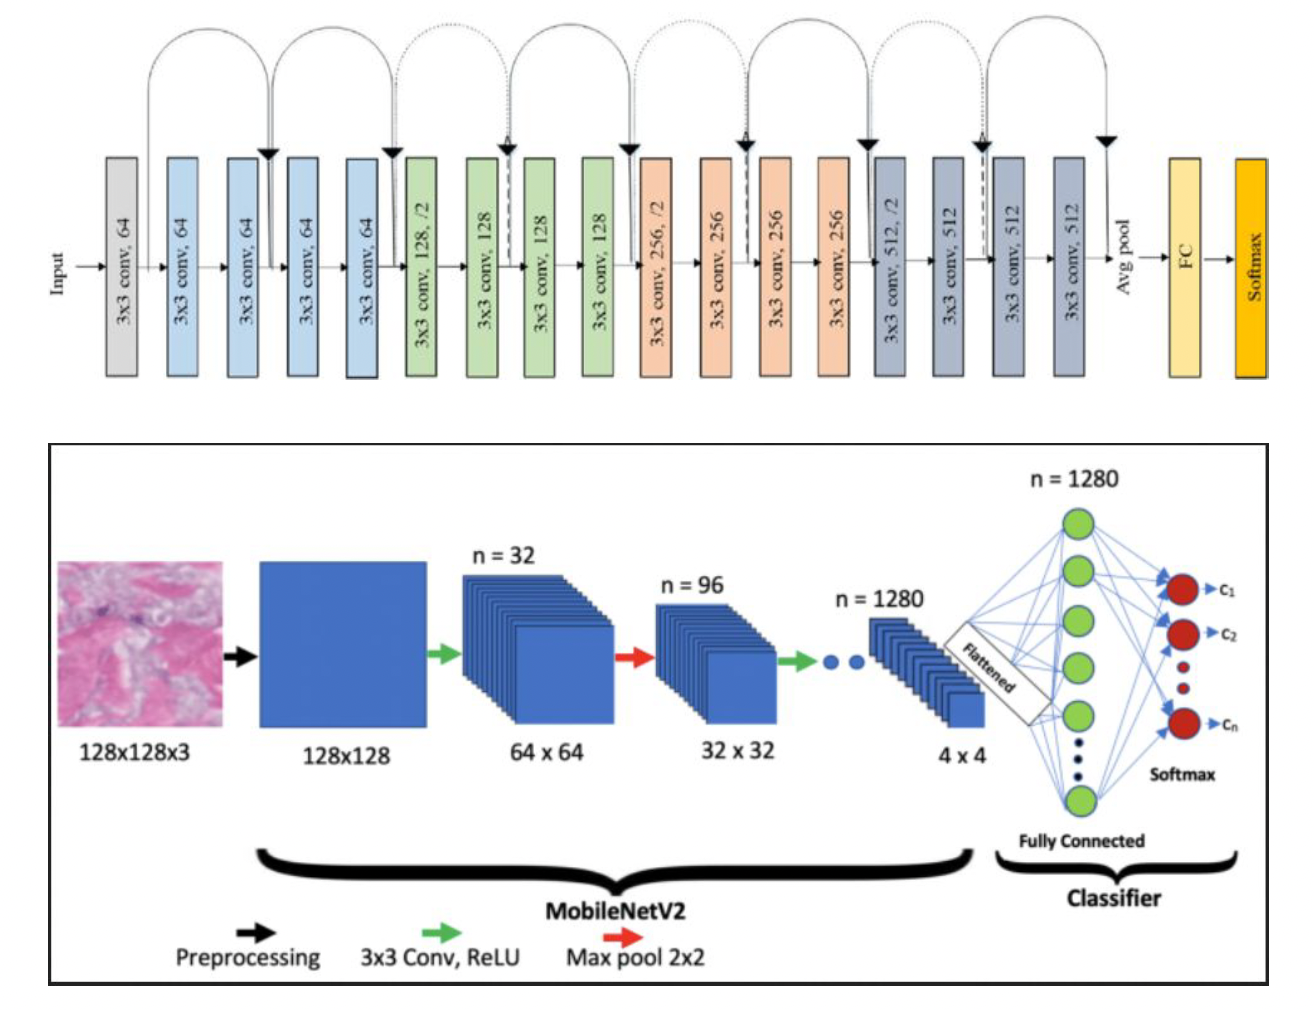 Input
3x3 conv, 64
3x3 conv, 64
3x3 conv, 64
3x3 conv, 64
3x3 conv, 64
3x3 conv, 128, /2
3x3 conv, 128
3x3 conv, 128
3x3 conv, 128
3x3 conv, 256, /2
3x3 conv, 256
3x3 conv, 256
3x3 conv, 256
3x3 conv, 512, /2
3x3 conv, 512
3x3 conv, 512
3x3 conv, 512
Avg pool
FC
Softmax
n = 1280
n = 32
n = 96
n = 1280
Flattened
C1
C2
Cn
128x128x3
128x128
64 x 64
32 x 32
4 x 4
Softmax
Fully Connected
Classifier
MobileNetV2
Preprocessing
3x3 Conv, ReLU
Max pool 2x2